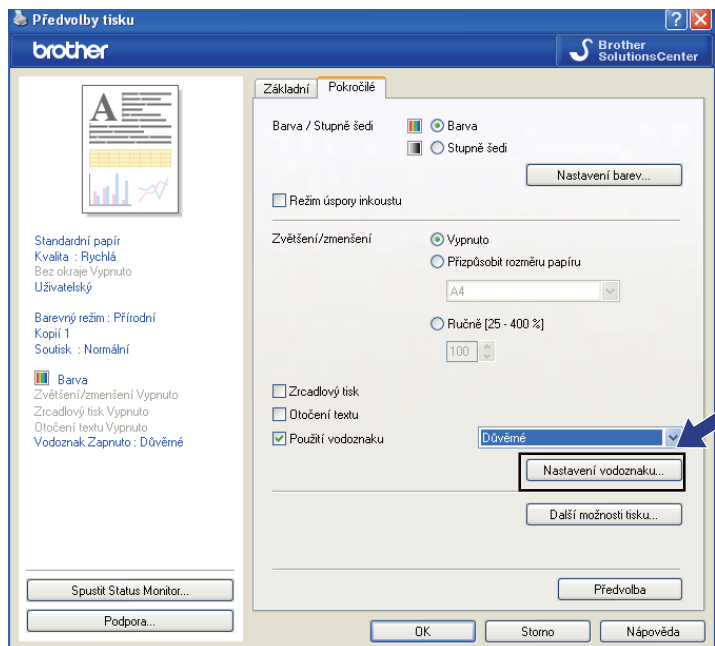 Předvolby tisku
brother
Brother
SolutionsCenter
A
Standardní papír
Kvalita : Rychlá
Bez okraje Vypnuto
Uživatelský
Barevný režim : Přírodní
Kopií 1
Soutisk : Normální
Barva
Zvětšení/zmenšení Vypnuto
Zrcadlový tisk Vypnuto
Otočení textu Vypnuto
Vodoznak Zapnuto : Důvěrné
Spustit Status Monitor...
Podpora...
Základní Pokročilé
Barva / Stupně šedi Barva
Stupně šedi
Nastavení barev...
Režim úspory inkoustu
Zvětšení/zmenšení Vypnuto
Přizpůsobit rozměru papíru
A4
Ručně [25 - 400 %]
100
Zrcadlový tisk
Otočení textu
Použití vodoznaku Důvěrné
Nastavení vodoznaku...
Další možnosti tisku...
Předvolba
OK Storno Nápověda